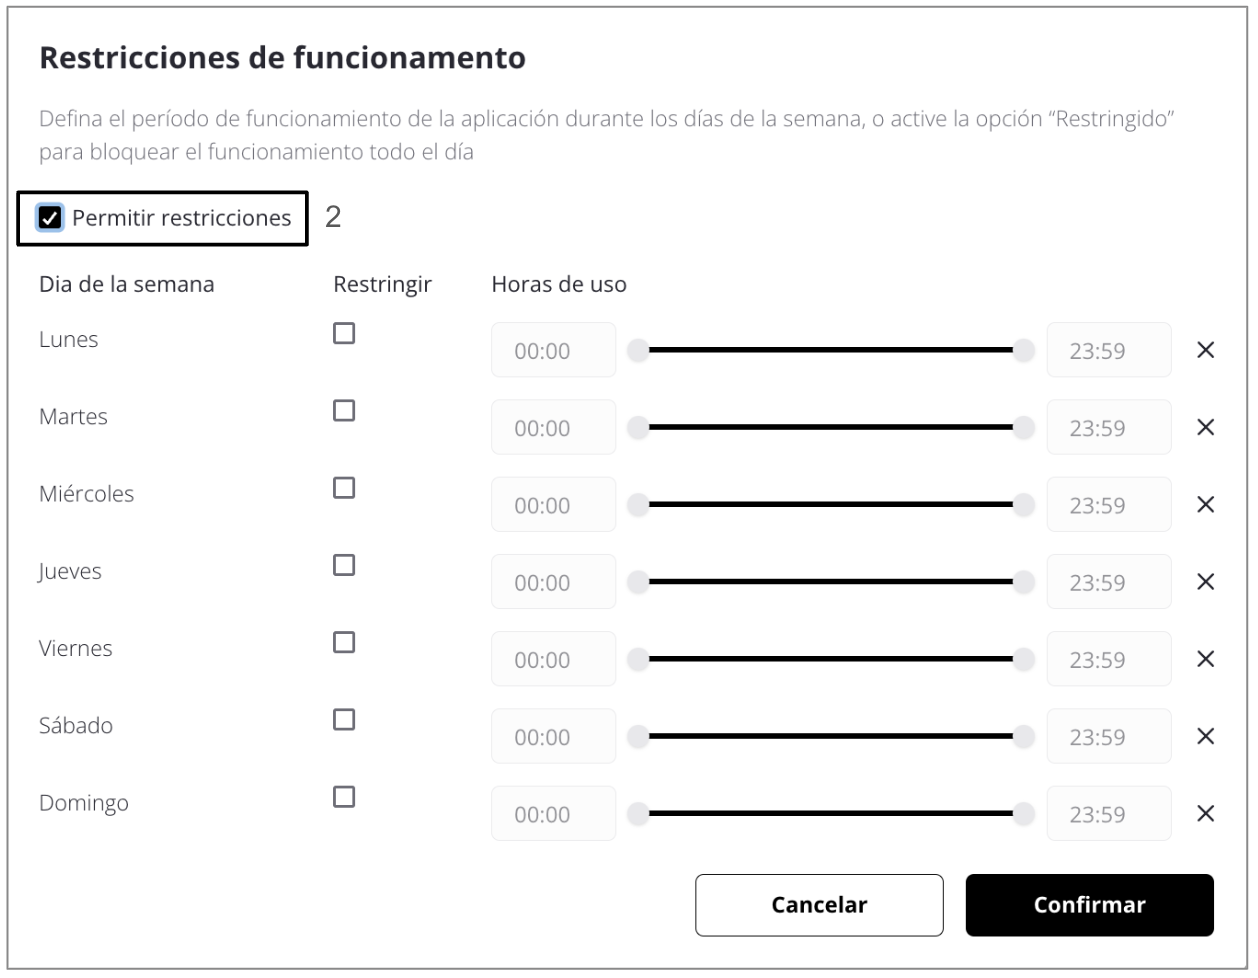 Restricciones de funcionamento
Defina el período de funcionamiento de la aplicación durante los días de la semana, o active la opción “Restringido”
para bloquear el funcionamiento todo el día
Permitir restricciones 2
Dia de la semana Restringir Horas de uso
Lunes 00:00 23:59
Martes 00:00 23:59
Miércoles 00:00 23:59
Jueves 00:00 23:59
Viernes 00:00 23:59
Sábado 00:00 23:59
Domingo 00:00 23:59
Cancelar Confirmar